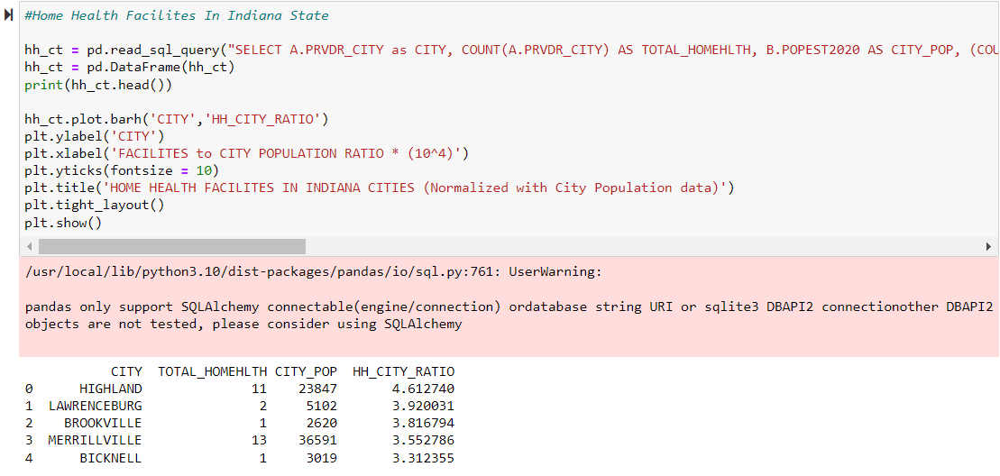 #Home Health Facilites In Indiana State
hh_ct = pd.read_sql_query("SELECT A.PRVDR_CITY as CITY, COUNT(A.PRVDR_CITY) AS TOTAL_HOMEHLTH, B.POPEST2020 AS CITY_POP, (COU
hh_ct = pd.DataFrame(hh_ct)
print(hh_ct.head())
hh_ct.plot.barh('CITY','HH_CITY_RATIO')
plt.ylabel('CITY')
plt.xlabel('FACILITES to CITY POPULATION RATIO * (10^4)')
plt.yticks(fontsize = 10)
plt.title('HOME HEALTH FACILITES IN INDIANA CITIES (Normalized with City Population data)')
plt.tight_layout()
plt.show()
/usr/local/lib/python3.10/dist-packages/pandas/io/sql.py:761: UserWarning:
pandas only support SQLAlchemy connectable(engine/connection) ordatabase string URI or sqlite3 DBAPI2 connectionother DBAPI2
objects are not tested, please consider using SQLAlchemy
CITY TOTAL_HOMEHLTH CITY_POP HH_CITY_RATIO
0 HIGHLAND 11 23847 4.612740
1 LAWRENCEBURG 2 5102 3.920031
2 BROOKVILLE 1 2620 3.816794
3 MERRILLVILLE 13 36591 3.552786
4 BICKNELL 1 3019 3.312355